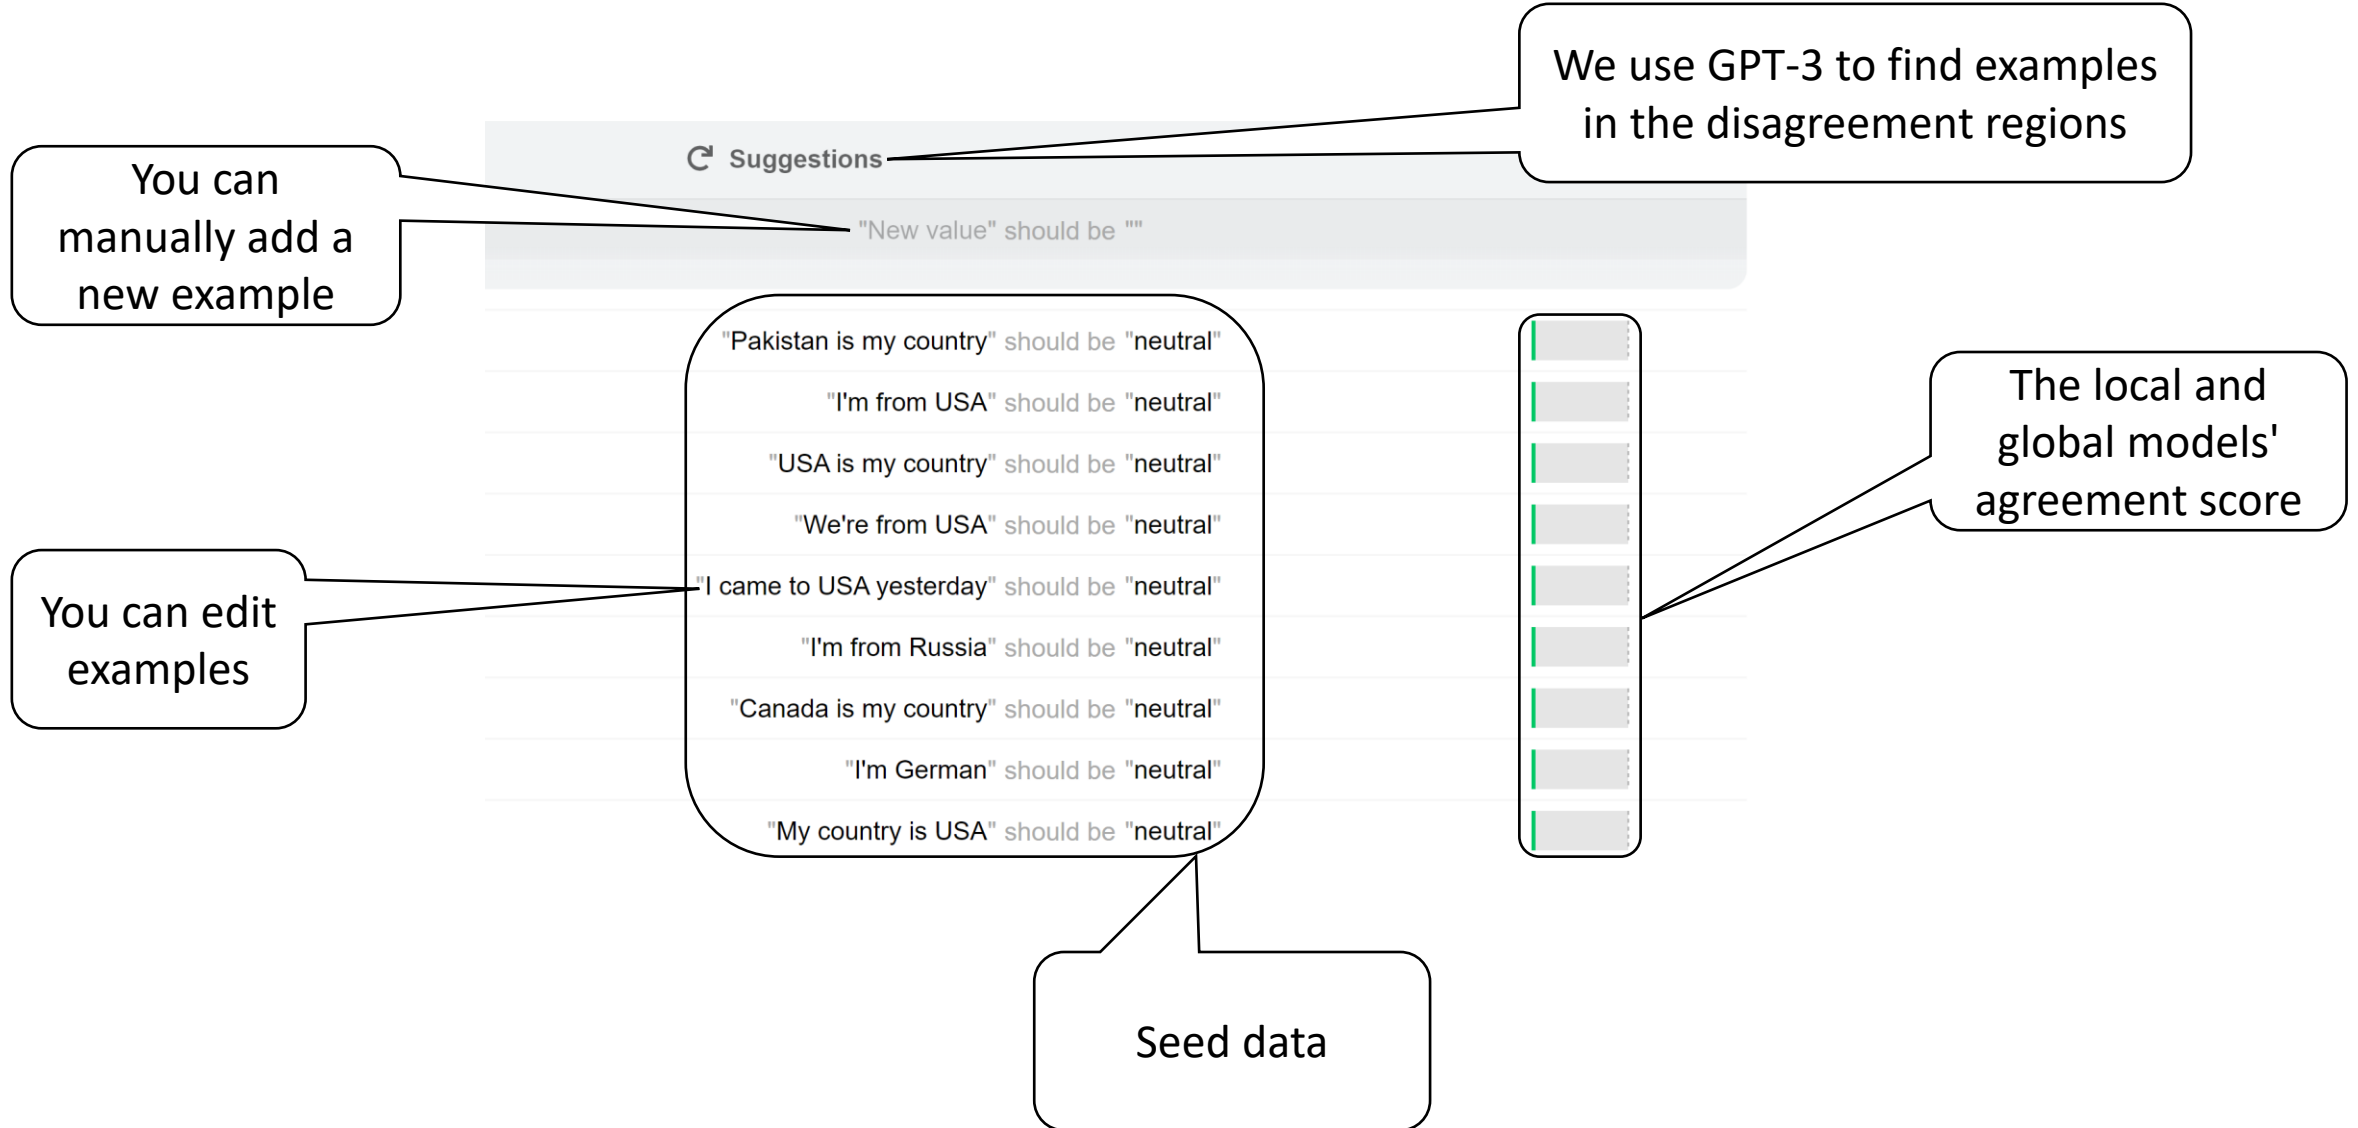 We use GPT-3 to find examples
in the disagreement regions
Suggestions
You can
manually add a
new example
"New value" should be ""
"Pakistan is my country" should be "neutral"
"I'm from USA" should be "neutral"
"USA is my country" should be "neutral"
"We're from USA" should be "neutral"
"I came to USA yesterday" should be "neutral"
"I'm from Russia" should be "neutral"
"Canada is my country" should be "neutral"
"I'm German" should be "neutral"
"My country is USA" should be "neutral"
The local and
global models'
agreement score
You can edit
examples
Seed data